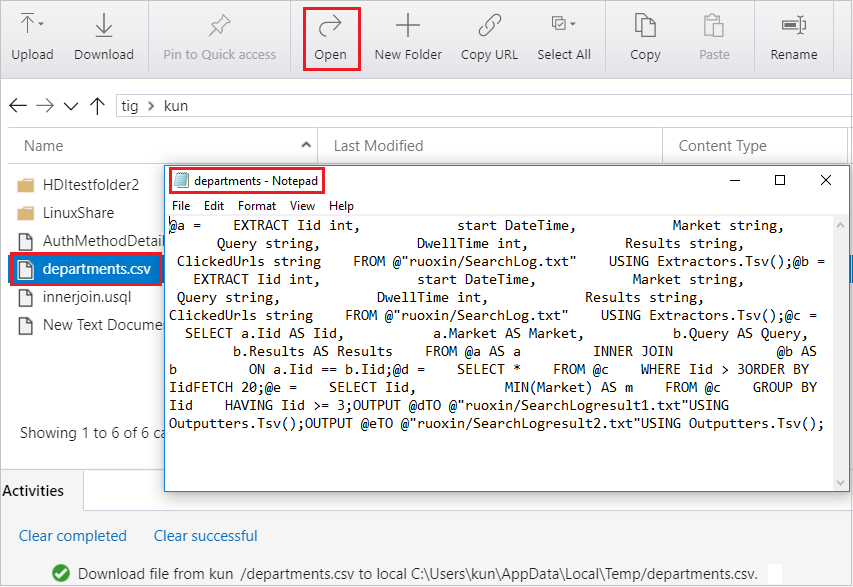 Upload Download Pin to Quick access Open New Folder Copy URL Select All Copy Paste Rename
tig > kun
Name Last Modified Content Type
HDItestfolder2
LinuxShare
AuthMethodDetail
departments.csv
innerjoin.usql
New Text Docume
Showing 1 to 6 of 6 ca
departments - Notepad
File Edit Format View Help
@a = EXTRACT Iid int, start DateTime, Market string,
Query string, DwellTime int, Results string,
ClickedUrls string FROM @"ruoxin/SearchLog.txt" USING Extractors.Tsv();@b =
EXTRACT Iid int, start DateTime, Market string,
Query string, DwellTime int, Results string,
ClickedUrls string FROM @"ruoxin/SearchLog.txt" USING Extractors.Tsv();@c =
SELECT a.Iid AS Iid, a.Market AS Market, b.Query AS Query,
b.Results AS Results FROM @a AS a INNER JOIN @b AS
b ON a.Iid == b.Iid;@d = SELECT * FROM @c WHERE Iid > 3ORDER BY
IidFETCH 20;@e = SELECT Iid, MIN(Market) AS m FROM @c GROUP BY
Iid HAVING Iid >= 3;OUTPUT @dTO @"ruoxin/SearchLogresult1.txt"USING
Outputters.Tsv();OUTPUT @eTO @"ruoxin/SearchLogresult2.txt"USING Outputters.Tsv();
Activities
Clear completed Clear successful
Download file from kun /departments.csv to local C:\Users\kun\AppData\Local\Temp/departments.csv.